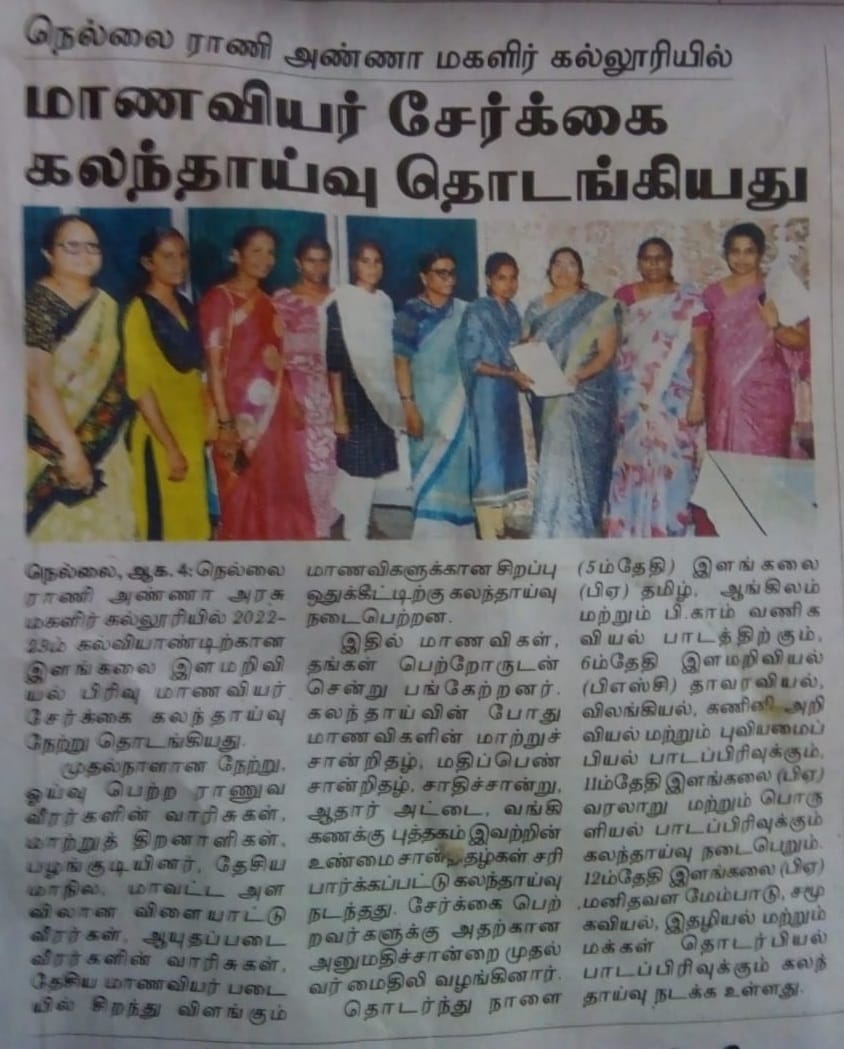 நெல்லை ராணி அண்ணா மகளிர் கல்லூரியில்
மாணவியர் சேர்க்கை
கலந்தாய்வு தொடங்கியது
நெல்லை, ஆக. 4: நெல்லை
ராணி அண்ணா அரசு
மகளிர் கல்லூரியில் 2022-
23ம் கல்வியாண்டிற்கான
இளங்கலை இளமறிவி
யல் பிரிவு மாணவியர்
சேர்க்கை கலந்தாய்வு
நேற்று தொடங்கியது.
முதல்நாளான நேற்று,
ஓய்வு பெற்ற ராணுவ
வீரர்களின் வாரிசுகள்,
மாற்றுத் திறனாளிகள்,
பழங்குடியினர், தேசிய
மாநில, மாவட்ட அள
விலான விளையாட்டு
வீரர்கள், ஆயுதப்படை
வீரர்களின் வாரிசுகள்,
தேசிய மாணவியர் படை
யில் சிறந்து விளங்கும்
மாணவிகளுக்கான சிறப்பு
ஒதுக்கீட்டிற்கு கலந்தாய்வு
நடைபெற்றன.
இதில் மாணவிகள்,
தங்கள் பெற்றோருடன்
சென்று பங்கேற்றனர்.
கலந்தாய்வின் போது
மாணவிகளின் மாற்றுச்
சான்றிதழ், மதிப்பெண்
சான்றிதழ், சாதிச்சான்று,
ஆதார் அட்டை, வங்கி
கணக்கு புத்தகம் இவற்றின்
உண்மை சரி
பார்க்கப்பட்டு கலந்தாய்வு
நடந்தது. சேர்க்கை பெற்
றவர்களுக்கு அதற்கான
அனுமதிச்சான்றை முதல்
வர் மைதிலி வழங்கினார்.
தொடர்ந்து நாளை
(5ம்தேதி) இளங்கலை
(பிஏ) தமிழ், ஆங்கிலம்
மற்றும் பி.காம் வணிக
வியல் பாடத்திற்கும்,
6ம்தேதி இளமறிவியல்
(பிஎஸ்சி) தாவரவியல்,
விலங்கியல், கணினி அறி
வியல் மற்றும் புவியமைப்
பியல் பாடப்பிரிவுக்கும்,
11ம்தேதி இளங்கலை (பிஏ)
வரலாறு மற்றும் பொரு
ளியல் பாடப்பிரிவுக்கும்
கலந்தாய்வு நடைபெறும்.
12ம்தேதி இளங்கலை (பிஏ)
மனிதவள மேம்பாடு, சமூ
கவியல், இதழியல் மற்றும்
மக்கள் தொடர்பியல்
பாடப்பிரிவுக்கும் கலந்
தாய்வு நடக்க உள்ளது.